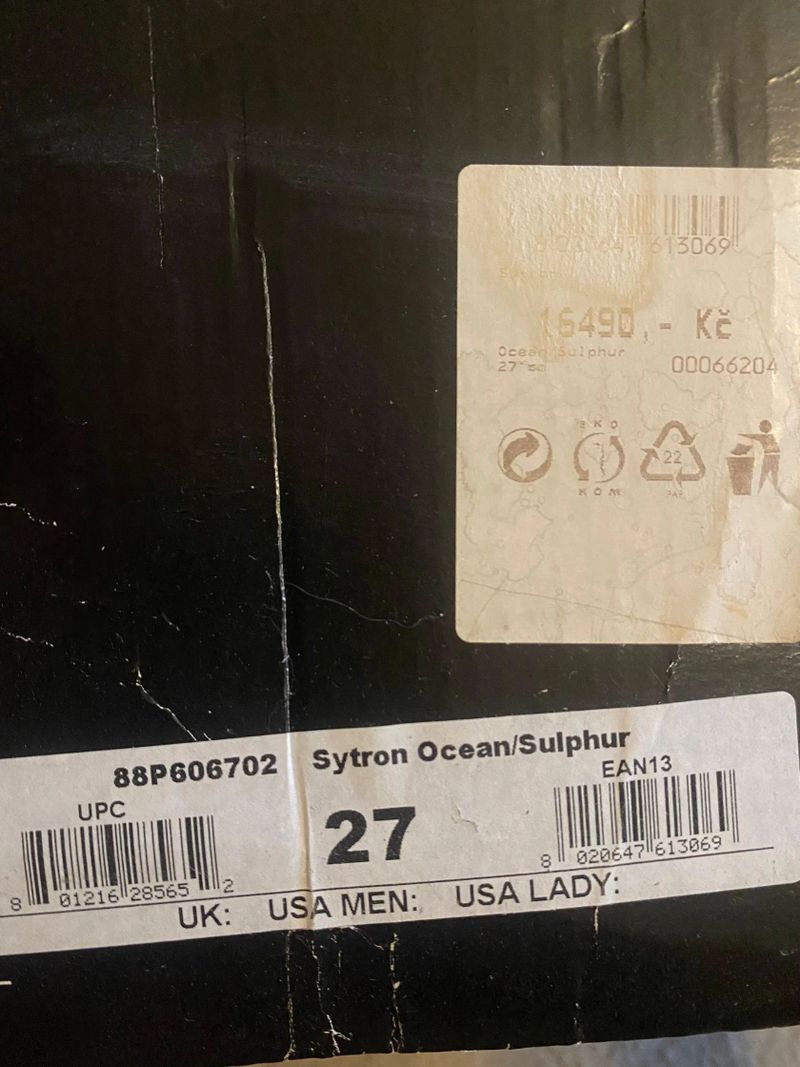 613069
16490,- Kč
Ocean/Sulphur
27 00066204
EKO
22
KOM PAP
88P606702 Sytron Ocean/Sulphur
UPC EAN13
27
8 01216 28565 2
8 020647 613069
UK: USA MEN: USA LADY: